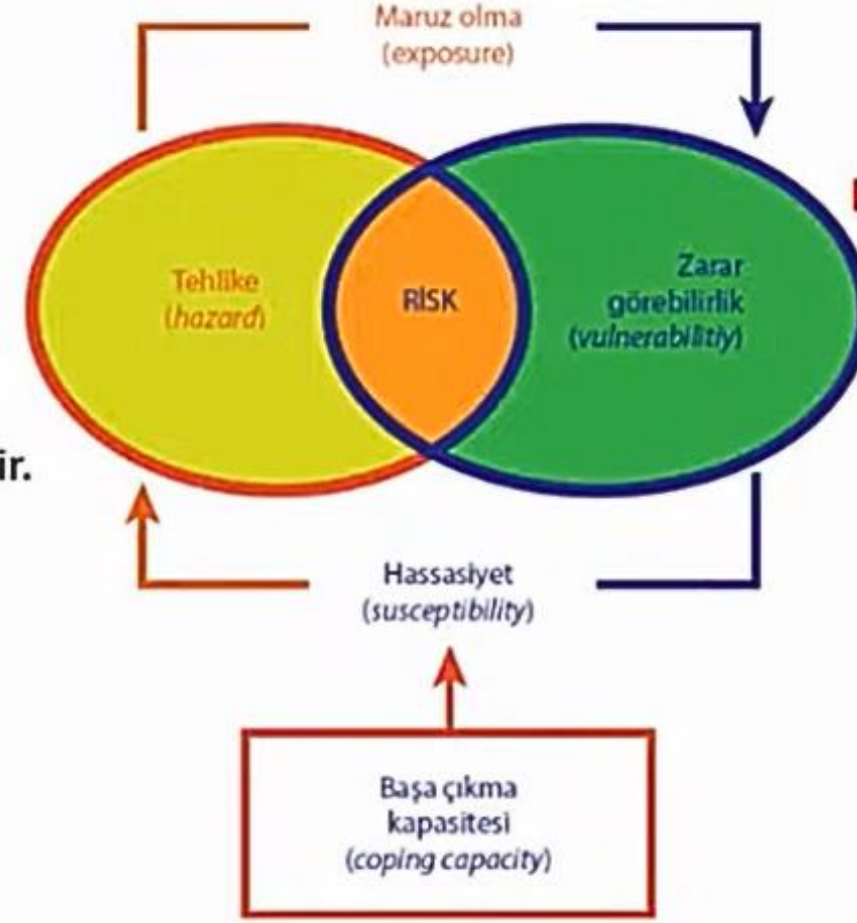 Maruz olma
(exposure)
Tehlike
(hazard)
RİSK
Zarar
görebilirlik
(vulnerabilitiy)
ir.
Hassasiyet
(susceptibility)
Başa çıkma
kapasitesi
(coping capacity)